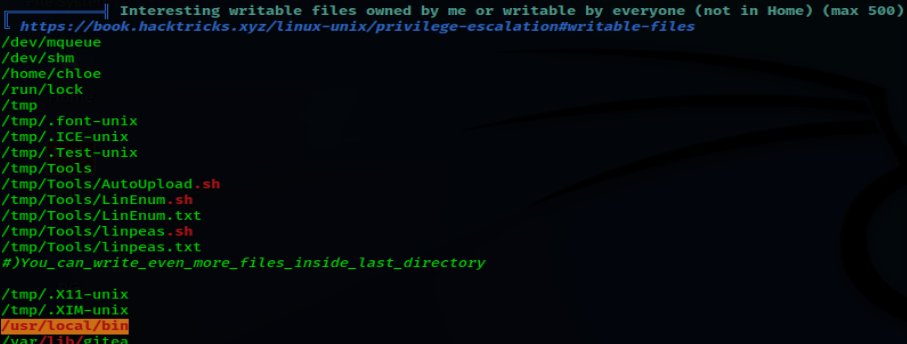 Interesting writable files owned by me or writable by everyone (not in Home) (max 500)
https://book.hacktricks.xyz/linux-unix/privilege-escalation#writable-files
/dev/mqueue
/dev/shm
/home/chloe
/run/lock
/tmp
/tmp/.font-unix
/tmp/.ICE-unix
/tmp/.Test-unix
/tmp/Tools
/tmp/Tools/AutoUpload.sh
/tmp/Tools/LinEnum.sh
/tmp/Tools/LinEnum.txt
/tmp/Tools/linpeas.sh
/tmp/Tools/linpeas.txt
#)You_can_write_even_more_files_inside_last_directory
/tmp/.X11-unix
/tmp/.XIM-unix
/usr/local/bin
/var/lib/gitea